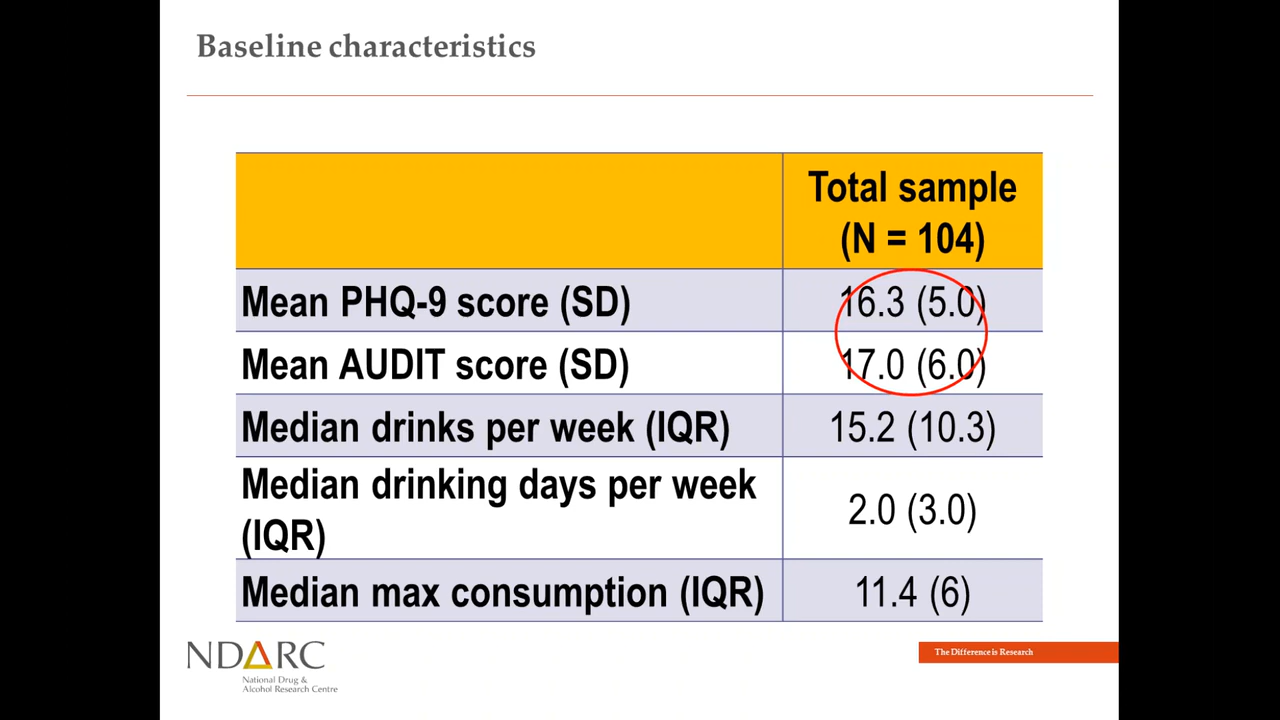 Baseline characteristics
Total sample
(N = 104)
Mean PHQ-9 score (SD) 16.3 (5.0)
Mean AUDIT score (SD) 17.0 (6.0)
Median drinks per week (IQR) 15.2 (10.3)
Median drinking days per week
(IQR) 2.0 (3.0)
Median max consumption (IQR) 11.4 (6)
NDARC
National Drug &
Alcohol Research Centre
The Difference is Research